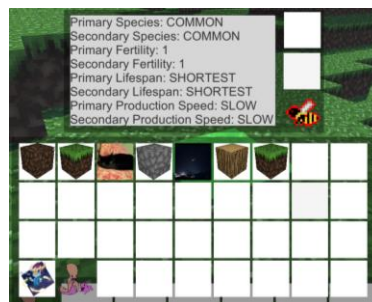 Primary Species: COMMON
Secondary Species: COMMON
Primary Fertility: 1
Secondary Fertility: 1
Primary Lifespan: SHORTEST
Secondary Lifespan: SHORTEST
Primary Production Speed: SLOW
Secondary Production Speed: SLOW